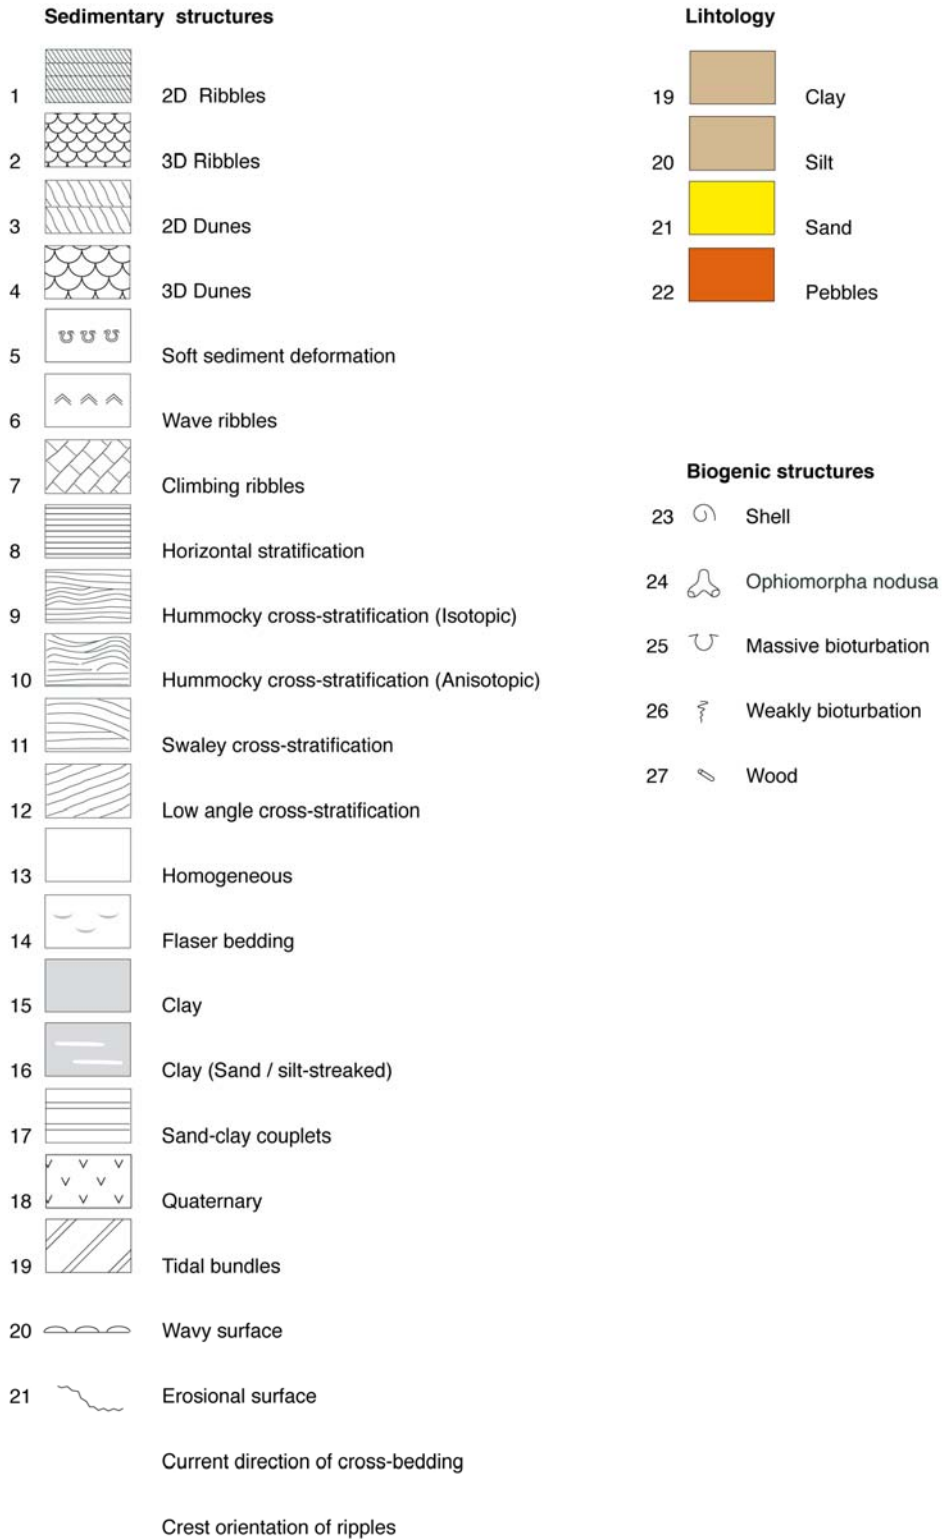 Sedimentary structures
1 2D Ribbles
2 3D Ribbles
3 2D Dunes
4 3D Dunes
5 Soft sediment deformation
6 Wave ribbles
7 Climbing ribbles
8 Horizontal stratification
9 Hummocky cross-stratification (Isotopic)
10 Hummocky cross-stratification (Anisotopic)
11 Swaley cross-stratification
12 Low angle cross-stratification
13 Homogeneous
14 Flaser bedding
15 Clay
16 Clay (Sand / silt-streaked)
17 Sand-clay couplets
18 Quaternary
19 Tidal bundles
20 Wavy surface
21 Erosional surface
Current direction of cross-bedding
Crest orientation of ripples
Lihtology
19 Clay
20 Silt
21 Sand
22 Pebbles
Biogenic structures
23 Shell
24 Ophiomorpha nodusa
25 Massive bioturbation
26 Weakly bioturbation
27 Wood